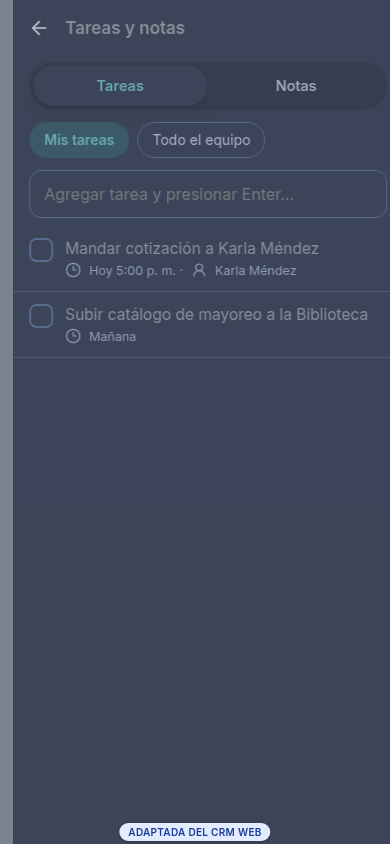 Tareas y notas
Tareas Notas
Mis tareas Todo el equipo
Agregar tarea y presionar Enter...
Mandar cotización a Karla Méndez
Hoy 5:00 p. m. · Karla Méndez
Subir catálogo de mayoreo a la Biblioteca
Mañana
ADAPTADA DEL CRM WEB